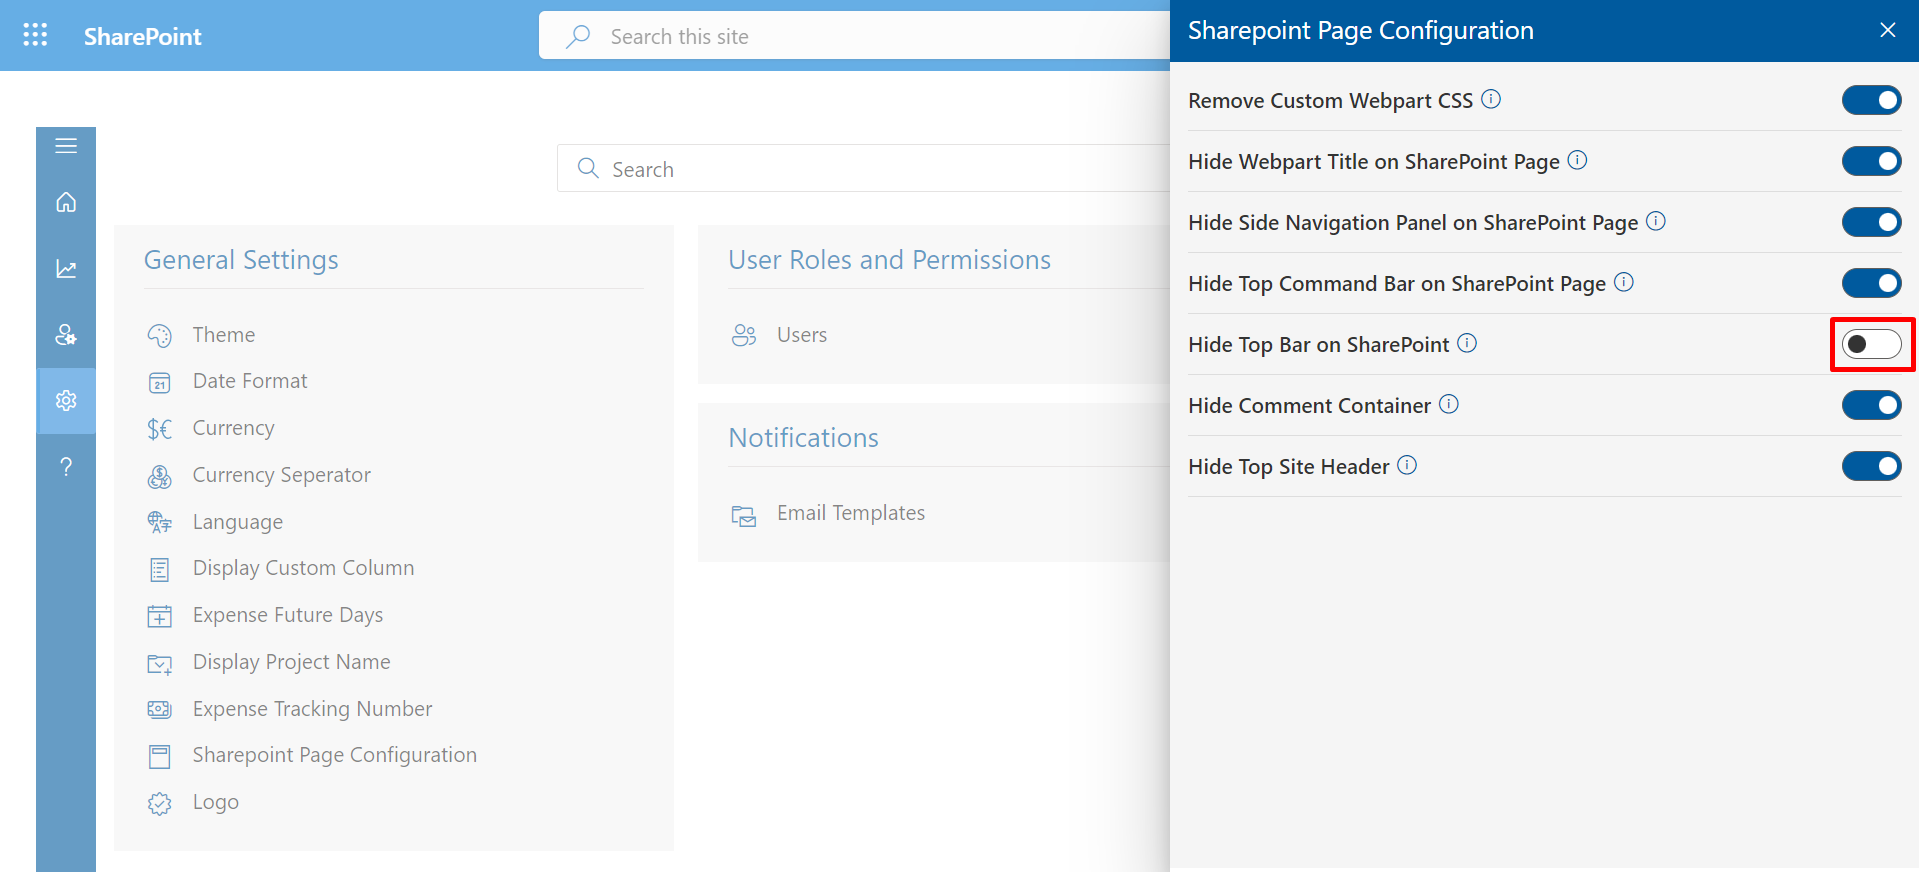 SharePoint
Search this site
Sharepoint Page Configuration
Search
General Settings
Theme
21
Date Format
Currency
Currency Seperator
Language
Display Custom Column
Expense Future Days
Display Project Name
Expense Tracking Number
Sharepoint Page Configuration
Logo
User Roles and Permissions
Users
Notifications
Email Templates
Remove Custom Webpart CSS
Hide Webpart Title on SharePoint Page
Hide Side Navigation Panel on SharePoint Page
Hide Top Command Bar on SharePoint Page
Hide Top Bar on SharePoint
Hide Comment Container
Hide Top Site Header